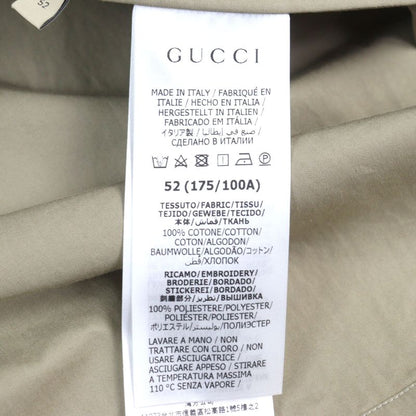 52
GUCCI
MADE IN ITALY / FABRIQUÉ EN
ITALIE / HECHO EN ITALIA
HERGESTELLT IN ITALIEN /
FABRICADO EM ITÁLIA /
イタリア製 / صنع في إيطاليا /
СДЕЛАНО В ИТАЛИИ
52 (175/100A)
TESSUTO/FABRIC/TISSU/
TEJIDO/GEWEBE/TECIDO/
本体/قماش/ТКАНЬ
100% COTONE/COTTON/
COTON/ALGODON/
BAUMWOLLE/ALGODÃO/コットン/
قطن/ХЛОПОК
RICAMO/EMBROIDERY/
BRODERIE/BORDADO/
STICKEREI/BORDADO/
刺繍部分/تطريز/ВЫШИВКА
100% POLIESTERE/POLYESTER/
POLYESTER/POLIÉSTER/
POLYESTER/POLIÉSTER/
ポリエステル/بوليستر/ПОЛИЭСТЕР
LAVARE A MANO / NON
TRATTARE CON CLORO / NON
USARE ASCIUGATRICE /
ASCIUGARE APPESO / STIRARE
A TEMPERATURA MASSIMA
110 °C SENZA VAPORE